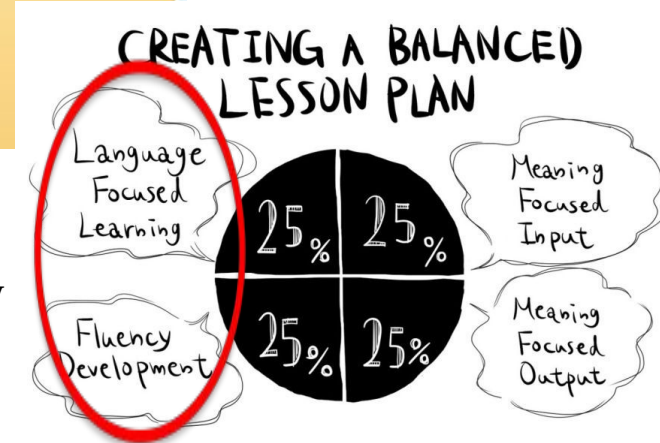 CREATING A BALANCED
LESSON PLAN
Language
Focused
Learning
25%
25%
Meaning
Focused
Input
Fluency
Development
25%
25%
Meaning
Focused
Output